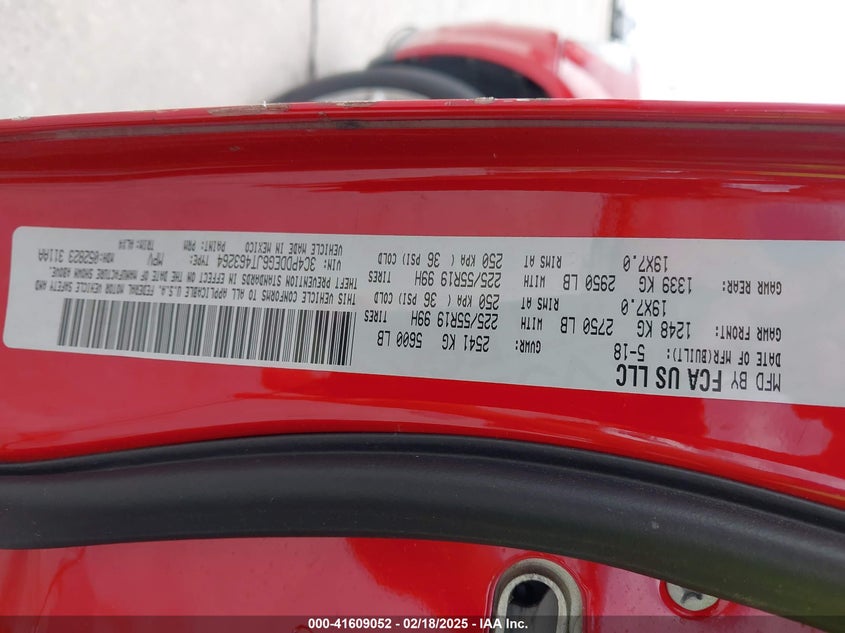 MFD BY FCA US LLC
DATE OF MFR(BUILT): 5-18
GVWR: 2541 KG 5600 LB
GAWR FRONT: 1248 KG 2750 LB WITH 225/55R19 99H TIRES
19X7.0 RIMS AT 250 KPA ( 36 PSI) COLD
GAWR REAR: 1339 KG 2950 LB WITH 225/55R19 99H TIRES
19X7.0 RIMS AT 250 KPA ( 36 PSI) COLD
THIS VEHICLE CONFORMS TO ALL APPLICABLE U.S.A. FEDERAL MOTOR VEHICLE SAFETY AND
THEFT PREVENTION STANDARDS IN EFFECT ON THE DATE OF MANUFACTURE SHOWN ABOVE.
VIN: 3C4PDDEG6JT463264 TYPE: MPV MDH:052923 311AA
VEHICLE MADE IN MEXICO PAINT: PRM TRIM:
000-41609052 / 02/18/2025 - IAA Inc.